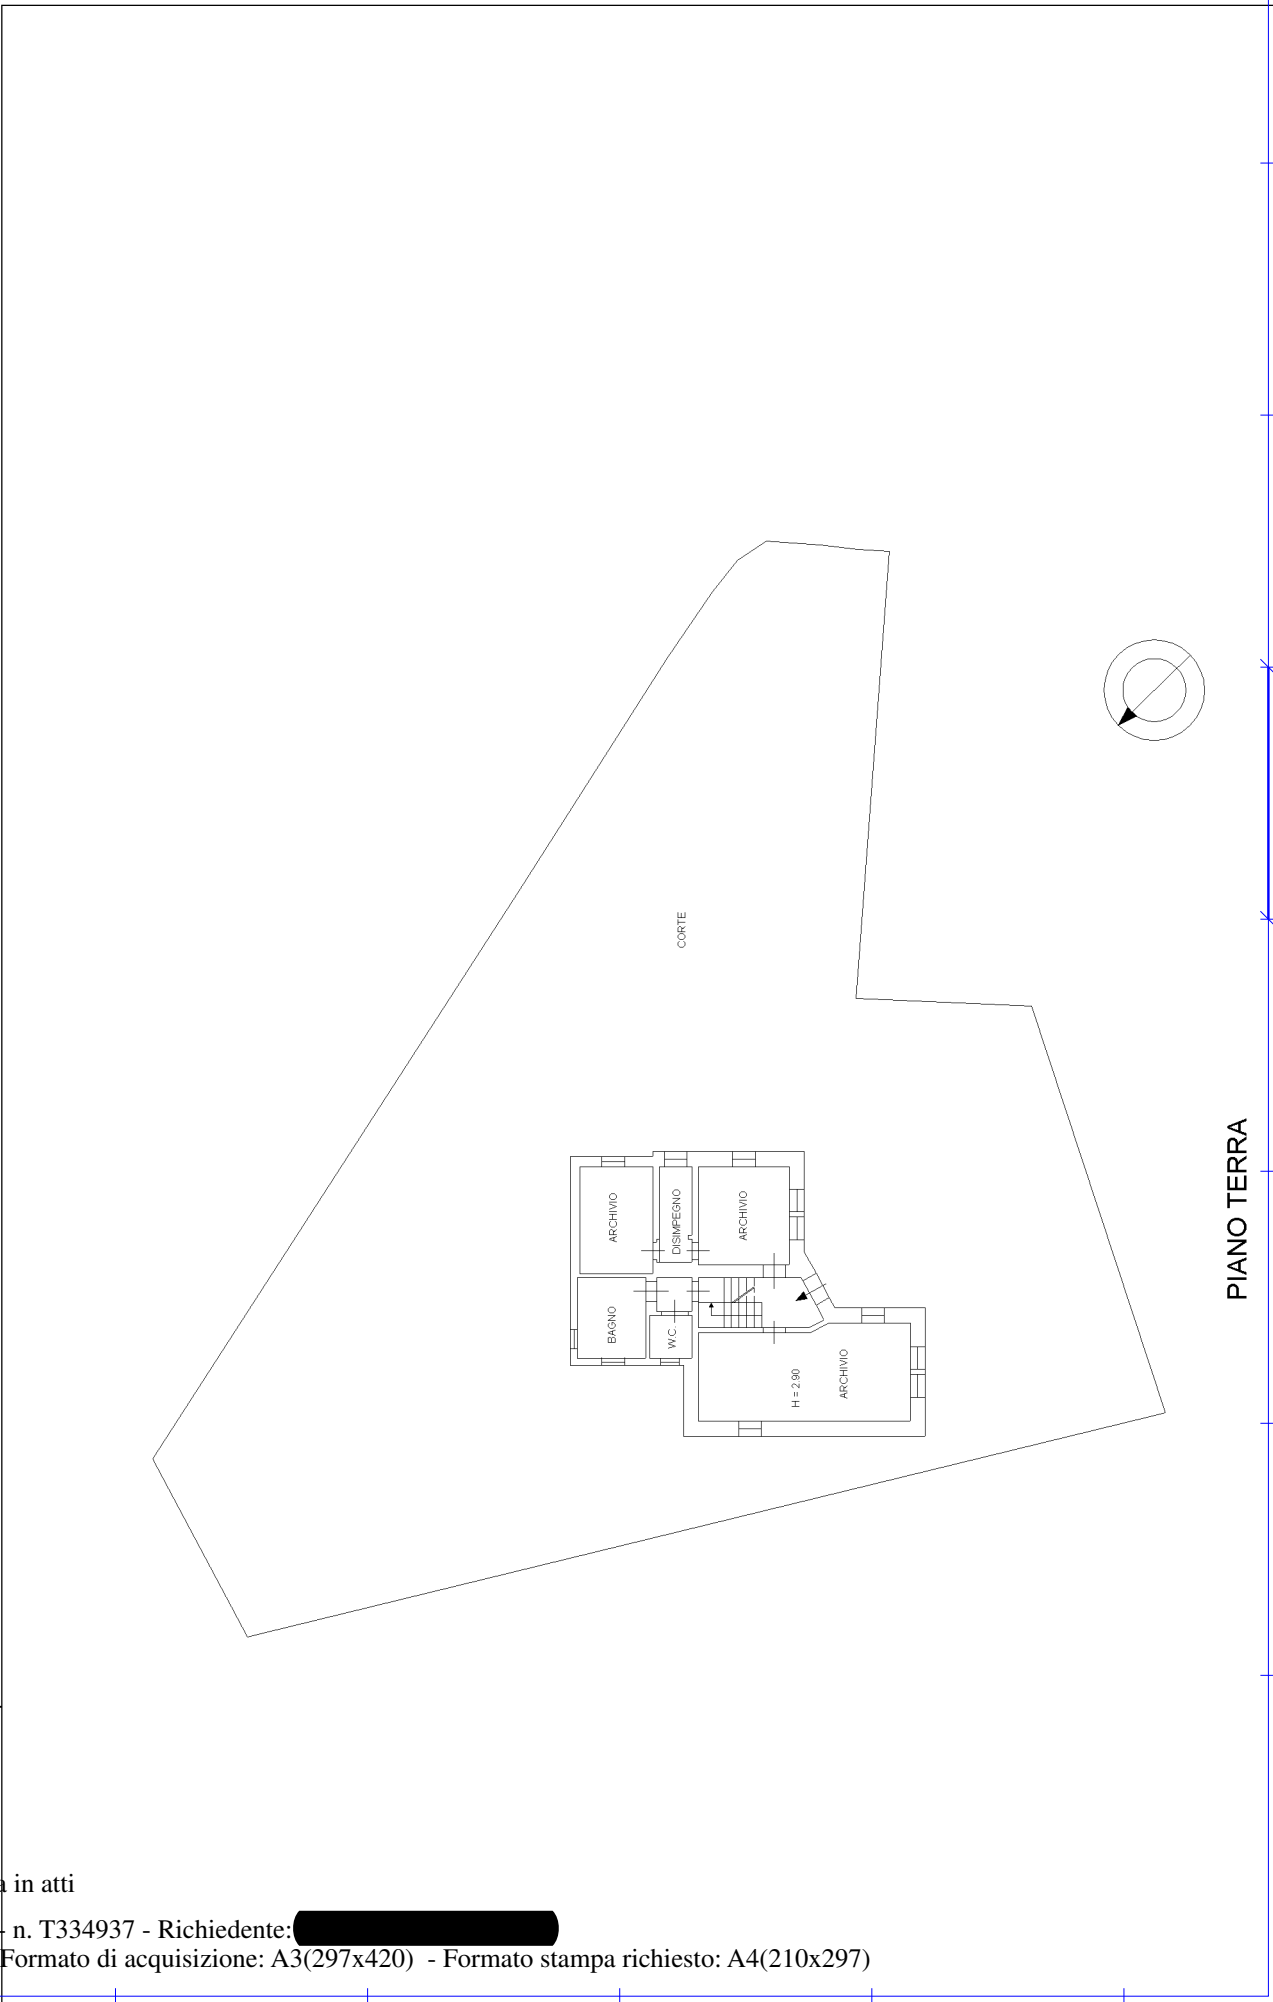 CORTE
PIANO TERRA
ARCHIVIO
DISIMPEGNO
ARCHIVIO
BAGNO
W.C.
H = 2.90
ARCHIVIO
a in atti
- n. T334937 - Richiedente:
Formato di acquisizione: A3(297x420) - Formato stampa richiesto: A4(210x297)